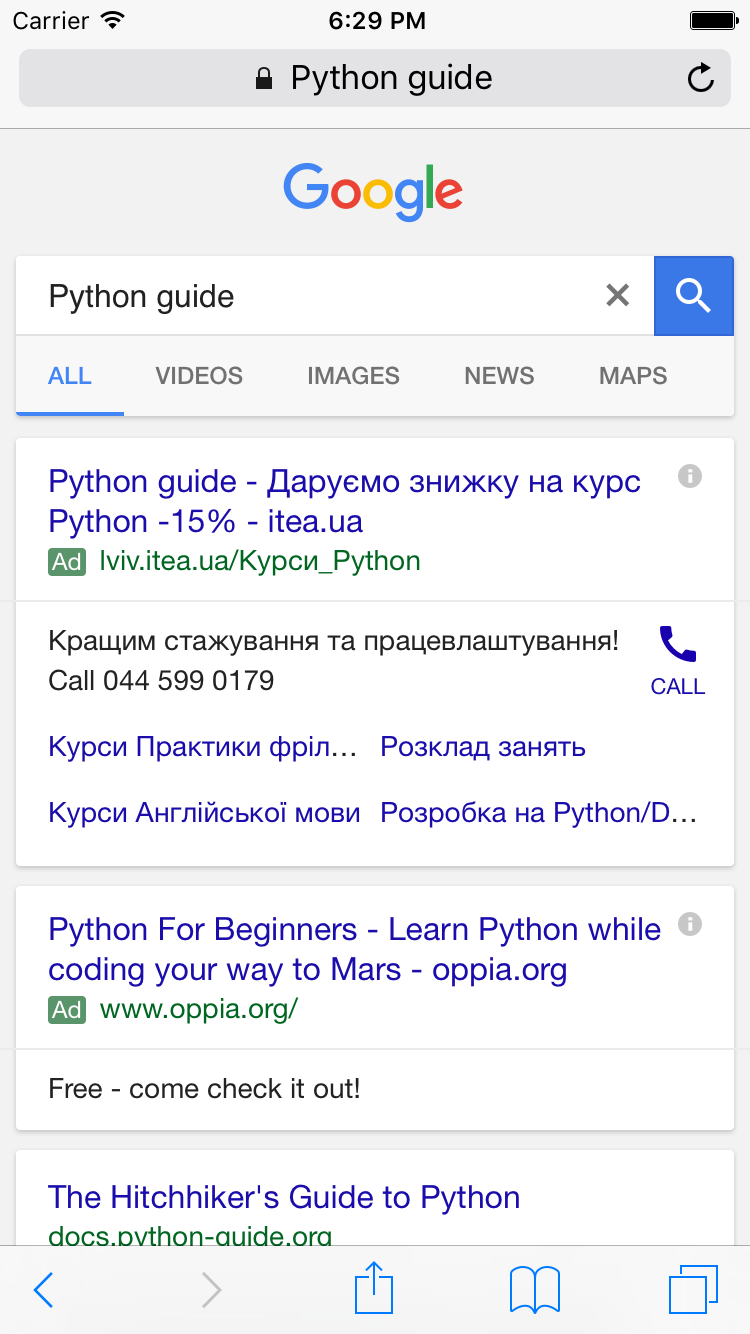 Carrier 6:29 PM
Python guide
Google
Python guide
ALL VIDEOS IMAGES NEWS MAPS
Python guide - Даруємо знижку на курс
Python -15% - itea.ua
Ad lviv.itea.ua/Курси_Python
Кращим стажування та працевлаштування!
Call 044 599 0179
CALL
Курси Практики фріл… Розклад занять
Курси Англійської мови Розробка на Python/D…
Python For Beginners - Learn Python while
coding your way to Mars - oppia.org
Ad www.oppia.org/
Free - come check it out!
The Hitchhiker's Guide to Python
docs.python-guide.org